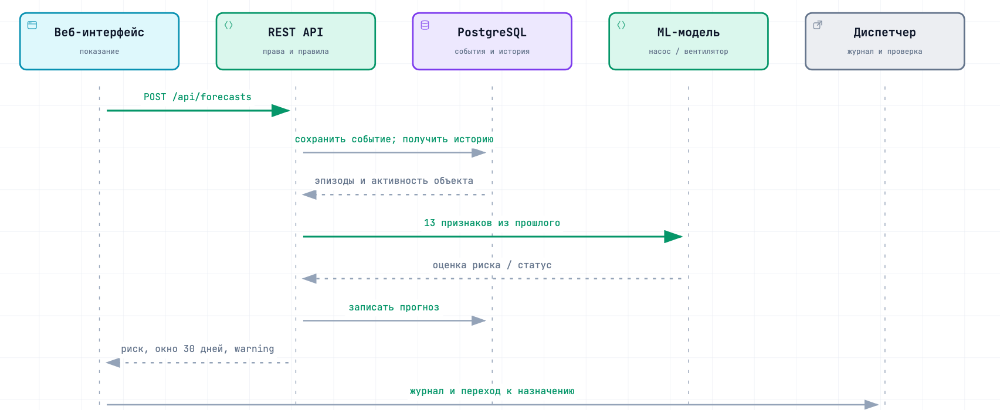 Веб-интерфейс
показание
REST API
права и правила
PostgreSQL
события и история
ML-модель
насос / вентилятор
Диспетчер
журнал и проверка
POST /api/forecasts
сохранить событие; получить историю
эпизоды и активность объекта
13 признаков из прошлого
оценка риска / статус
записать прогноз
риск, окно 30 дней, warning
журнал и переход к назначению